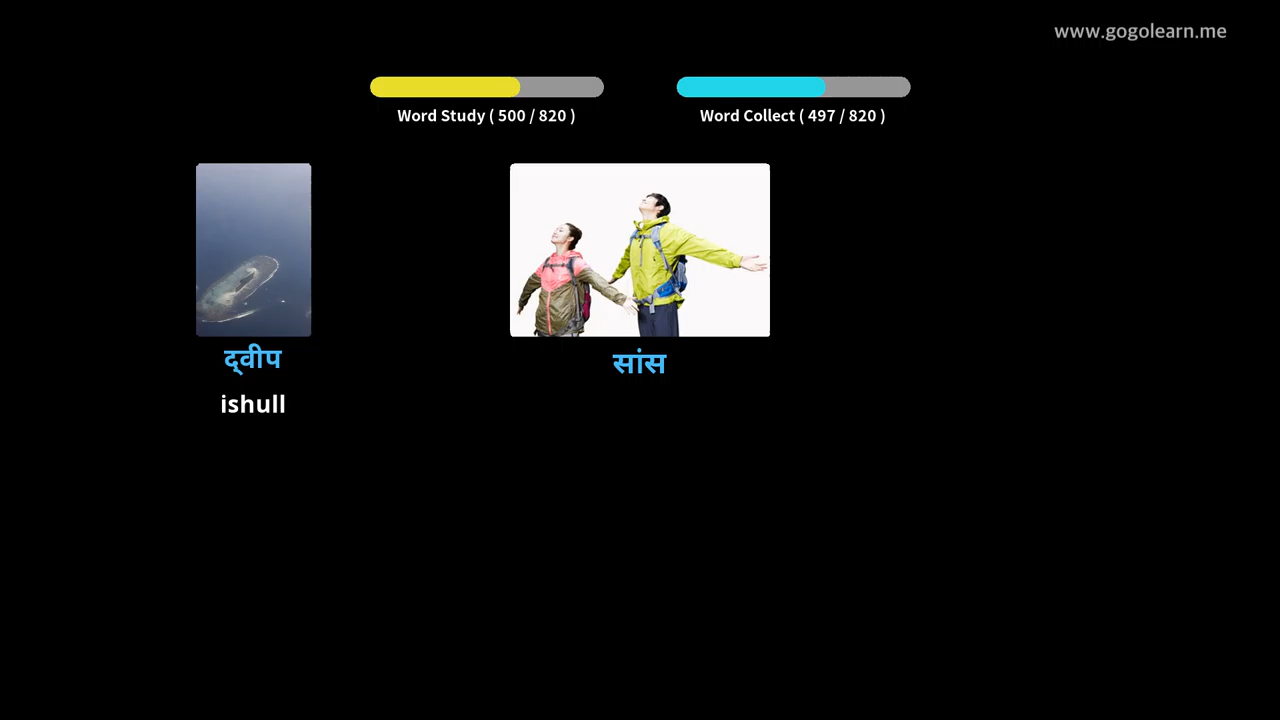 www.gogolearn.me
Word Study ( 500 / 820 )
Word Collect ( 497 / 820 )
द्वीप
ishull
सांस